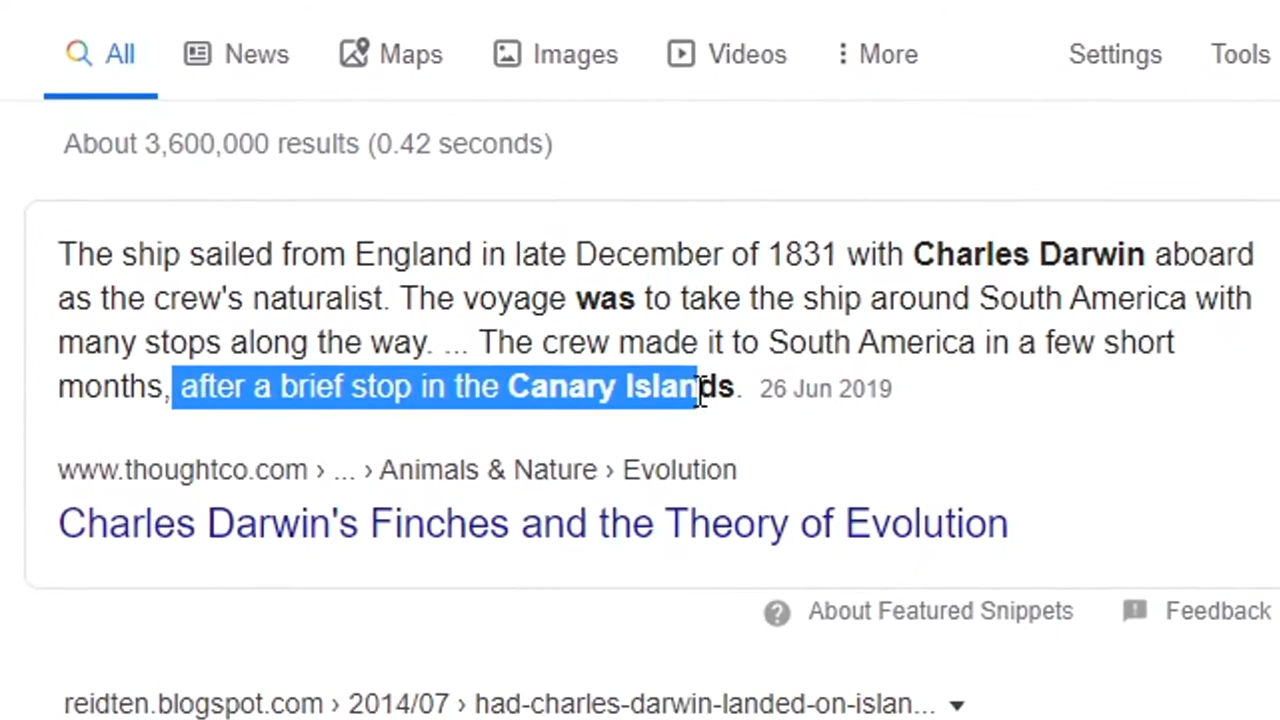 All News Maps Images Videos More Settings Tools
About 3,600,000 results (0.42 seconds)
The ship sailed from England in late December of 1831 with Charles Darwin aboard
as the crew's naturalist. The voyage was to take the ship around South America with
many stops along the way. ... The crew made it to South America in a few short
months, after a brief stop in the Canary Islands. 26 Jun 2019
www.thoughtco.com › ... › Animals & Nature › Evolution
Charles Darwin's Finches and the Theory of Evolution
About Featured Snippets Feedback
reidten.blogspot.com › 2014/07 › had-charles-darwin-landed-on-islan...